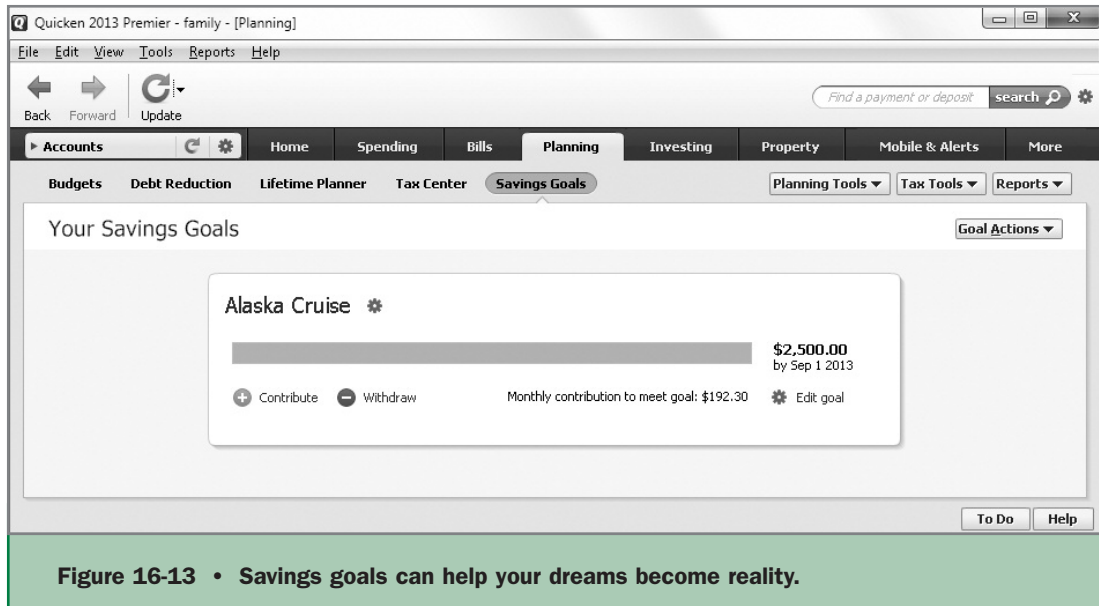 Quicken 2013 Premier - family - [Planning]
File Edit View Tools Reports Help
Back Forward Update
Find a payment or deposit search
Accounts Home Spending Bills Planning Investing Property Mobile & Alerts More
Budgets Debt Reduction Lifetime Planner Tax Center Savings Goals Planning Tools Tax Tools Reports
Your Savings Goals Goal Actions
Alaska Cruise
$2,500.00
by Sep 1 2013
Contribute Withdraw Monthly contribution to meet goal: $192.30 Edit goal
To Do Help
Figure 16-13 • Savings goals can help your dreams become reality.